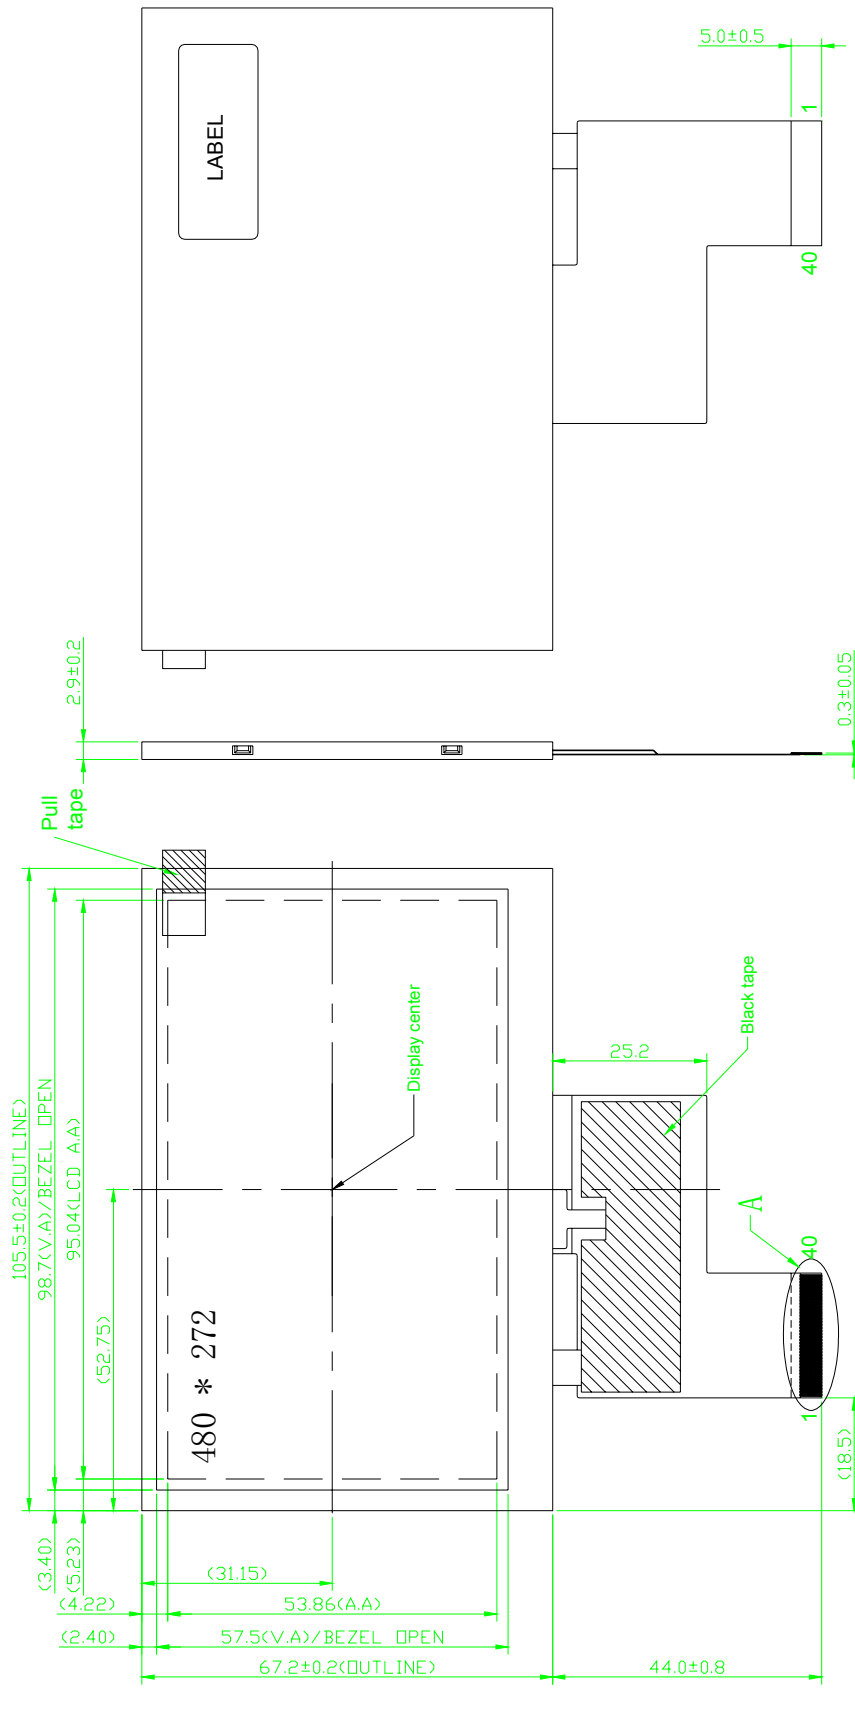 5.0±0.5
LABEL
1
40
2.9±0.2
0.3±0.05
Pull
tape
Display center
Black tape
25.2
105.5±0.2(OUTLINE)
98.7(V.A)/BEZEL OPEN
95.04(LCD A.A)
(52.75)
480 * 272
A
40
1
(18.5)
(3.40)
(5.23)
(31.15)
(4.22)
53.86(A.A)
(2.40)
57.5(V.A)/BEZEL OPEN
67.2±0.2(OUTLINE)
44.0±0.8